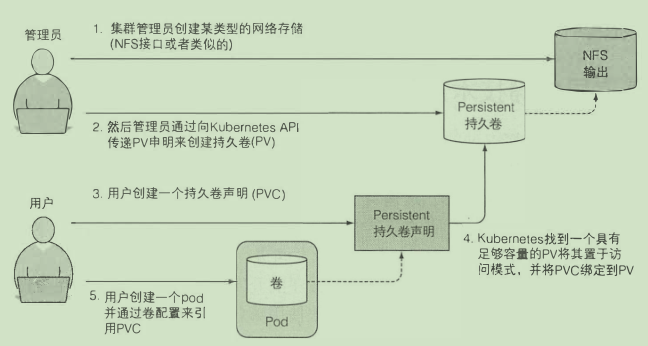 管理员
1. 集群管理员创建某类型的网络存储
(NFS接口或者类似的)
NFS
输出
Persistent
持久卷
2. 然后管理员通过向Kubernetes API
传递PV申明来创建持久卷(PV)
用户
3. 用户创建一个持久卷声明 (PVC)
Persistent
持久卷声明
4. Kubernetes找到一个具有
足够容量的PV将其置于访
问模式，并将PVC绑定到PV
卷
Pod
5. 用户创建一个pod
并通过卷配置来引
用PVC